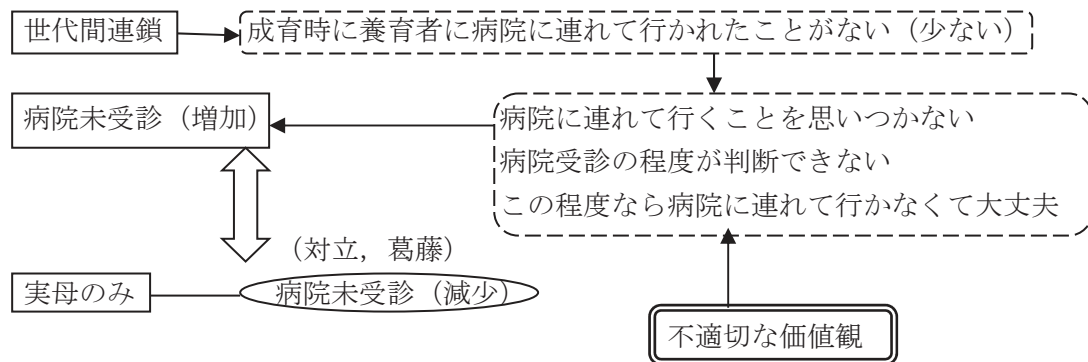 世代間連鎖
成育時に養育者に病院に連れて行かれたことがない（少ない）
病院未受診（増加）
病院に連れて行くことを思いつかない
病院受診の程度が判断できない
この程度なら病院に連れて行かなくて大丈夫
（対立，葛藤）
実母のみ
病院未受診（減少）
不適切な価値観